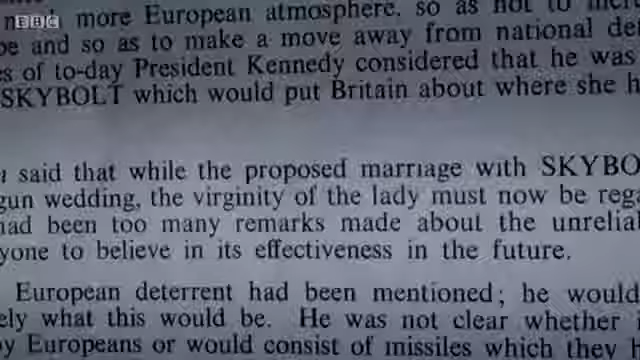 BBC
more European atmosphere, so as not to
and so as to make a move away from national
of to-day President Kennedy considered that he was
SKYBOLT which would put Britain about where she h
said that while the proposed marriage with SKYBO
gun wedding, the virginity of the lady must now be rega
had been too many remarks made about the unreliab
yone to believe in its effectiveness in the future.
European deterrent had been mentioned; he would
ely what this would be. He was not clear whether i
by Europeans or would consist of missiles which they